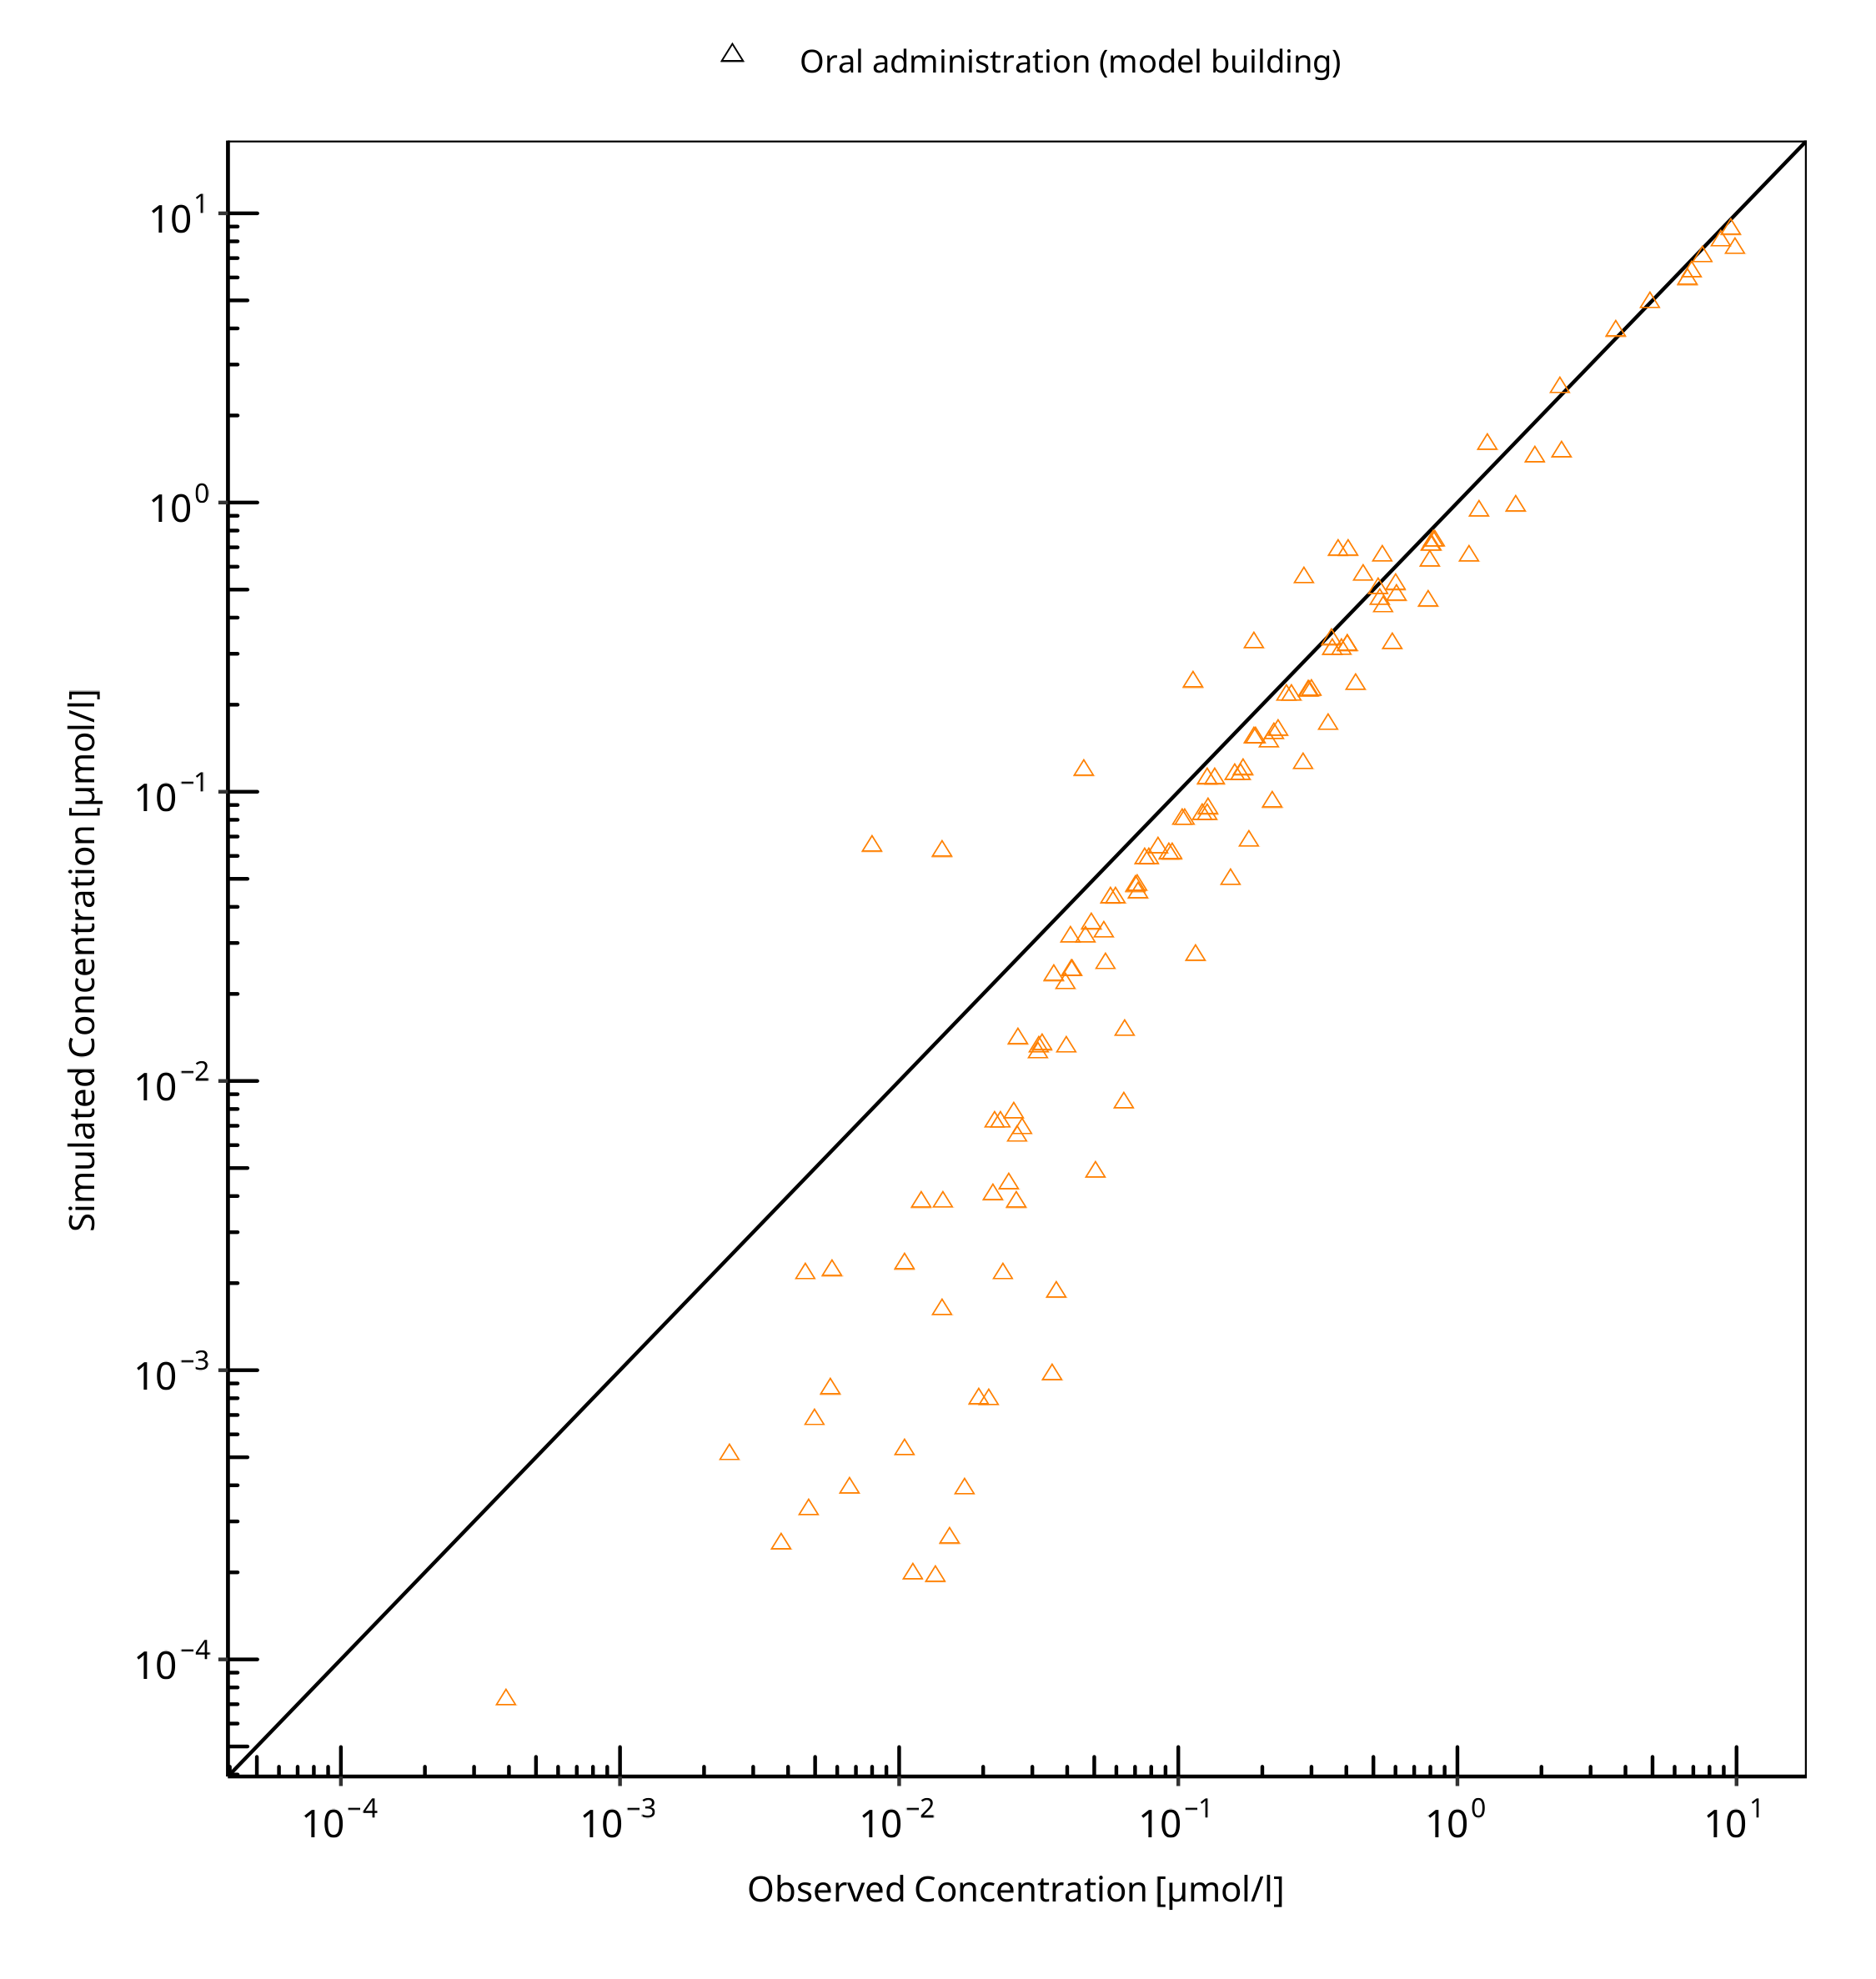 Oral administration (model building)
10¹
10⁰
10⁻¹
10⁻²
10⁻³
10⁻⁴
Simulated Concentration [µmol/l]
10⁻⁴ 10⁻³ 10⁻² 10⁻¹ 10⁰ 10¹
Observed Concentration [µmol/l]